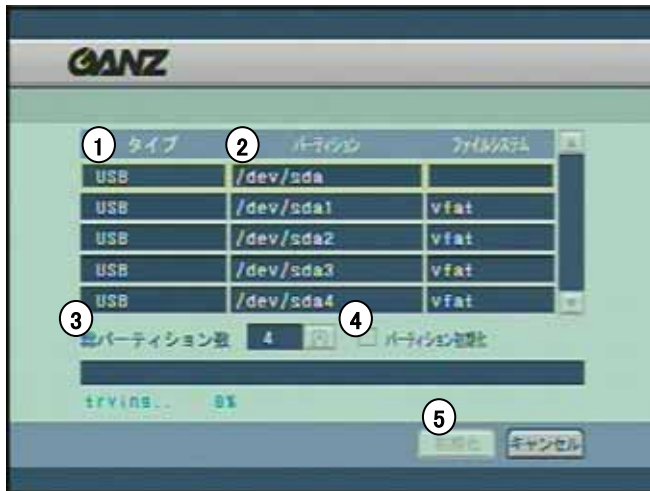 GANZ
① タイプ ② パーティション ファイルシステム
USB /dev/sda
USB /dev/sda1 vfat
USB /dev/sda2 vfat
USB /dev/sda3 vfat
USB /dev/sda4 vfat
③ 総パーティション数 4 ④ パーティション初期化
trying.. 0%
⑤
初期化 キャンセル